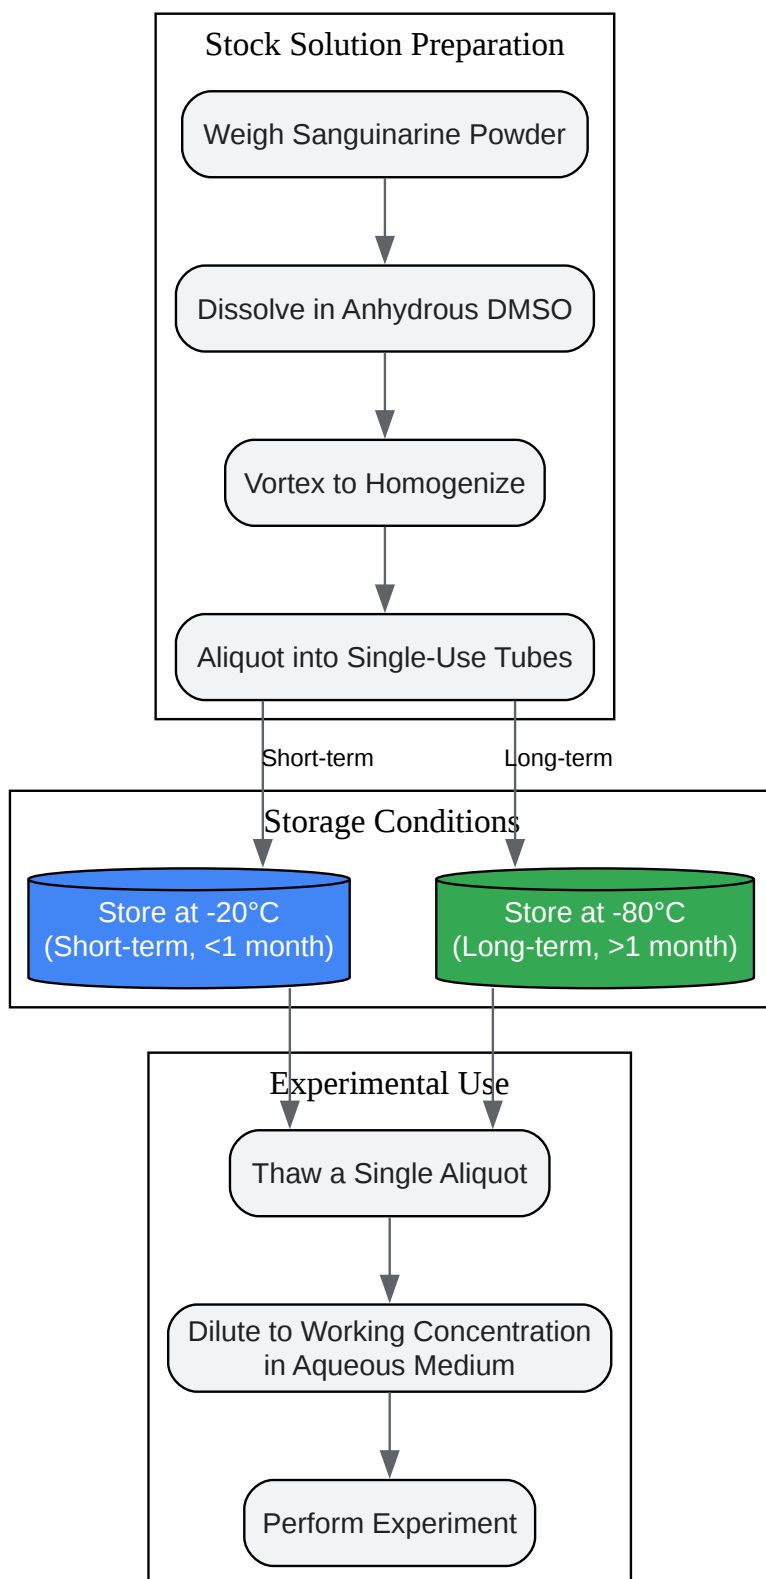 Stock Solution Preparation
Weigh Sanguinarine Powder
Dissolve in Anhydrous DMSO
Vortex to Homogenize
Aliquot into Single-Use Tubes
Short-term
Long-term
Storage Conditions
Store at -20°C
(Short-term, <1 month)
Store at -80°C
(Long-term, >1 month)
Experimental Use
Thaw a Single Aliquot
Dilute to Working Concentration
in Aqueous Medium
Perform Experiment